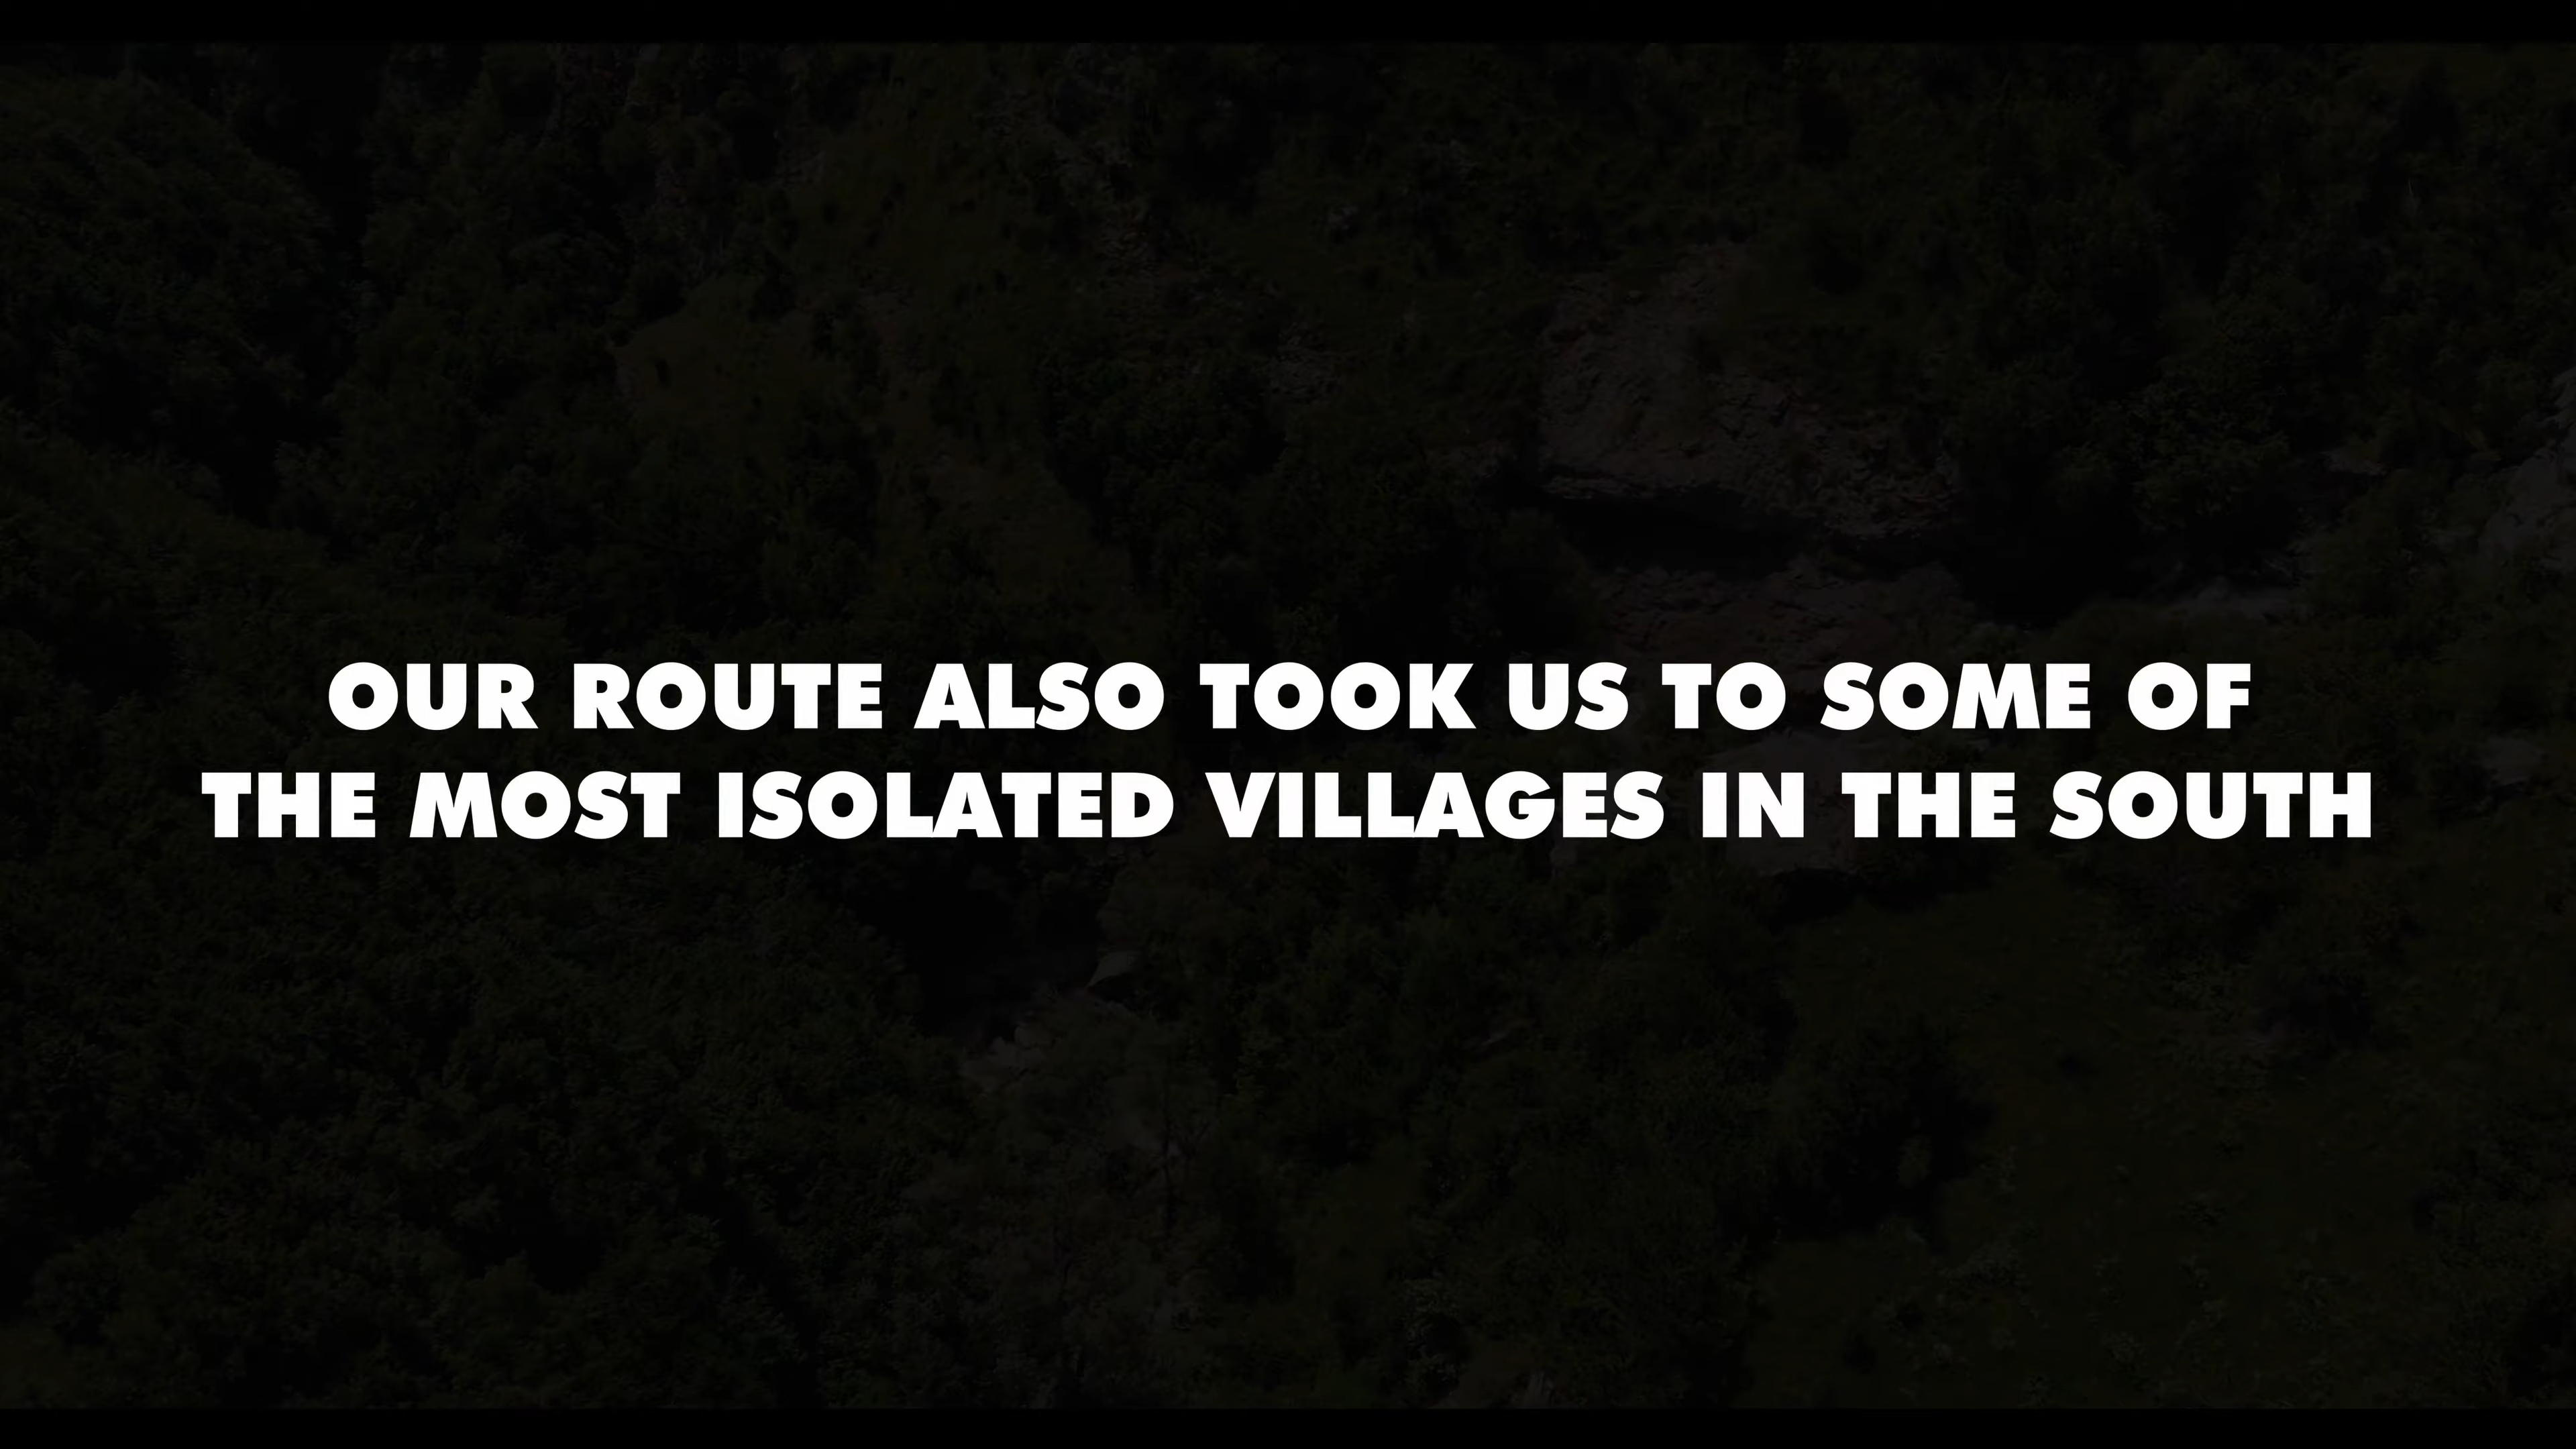 OUR ROUTE ALSO TOOK US TO SOME OF
THE MOST ISOLATED VILLAGES IN THE SOUTH